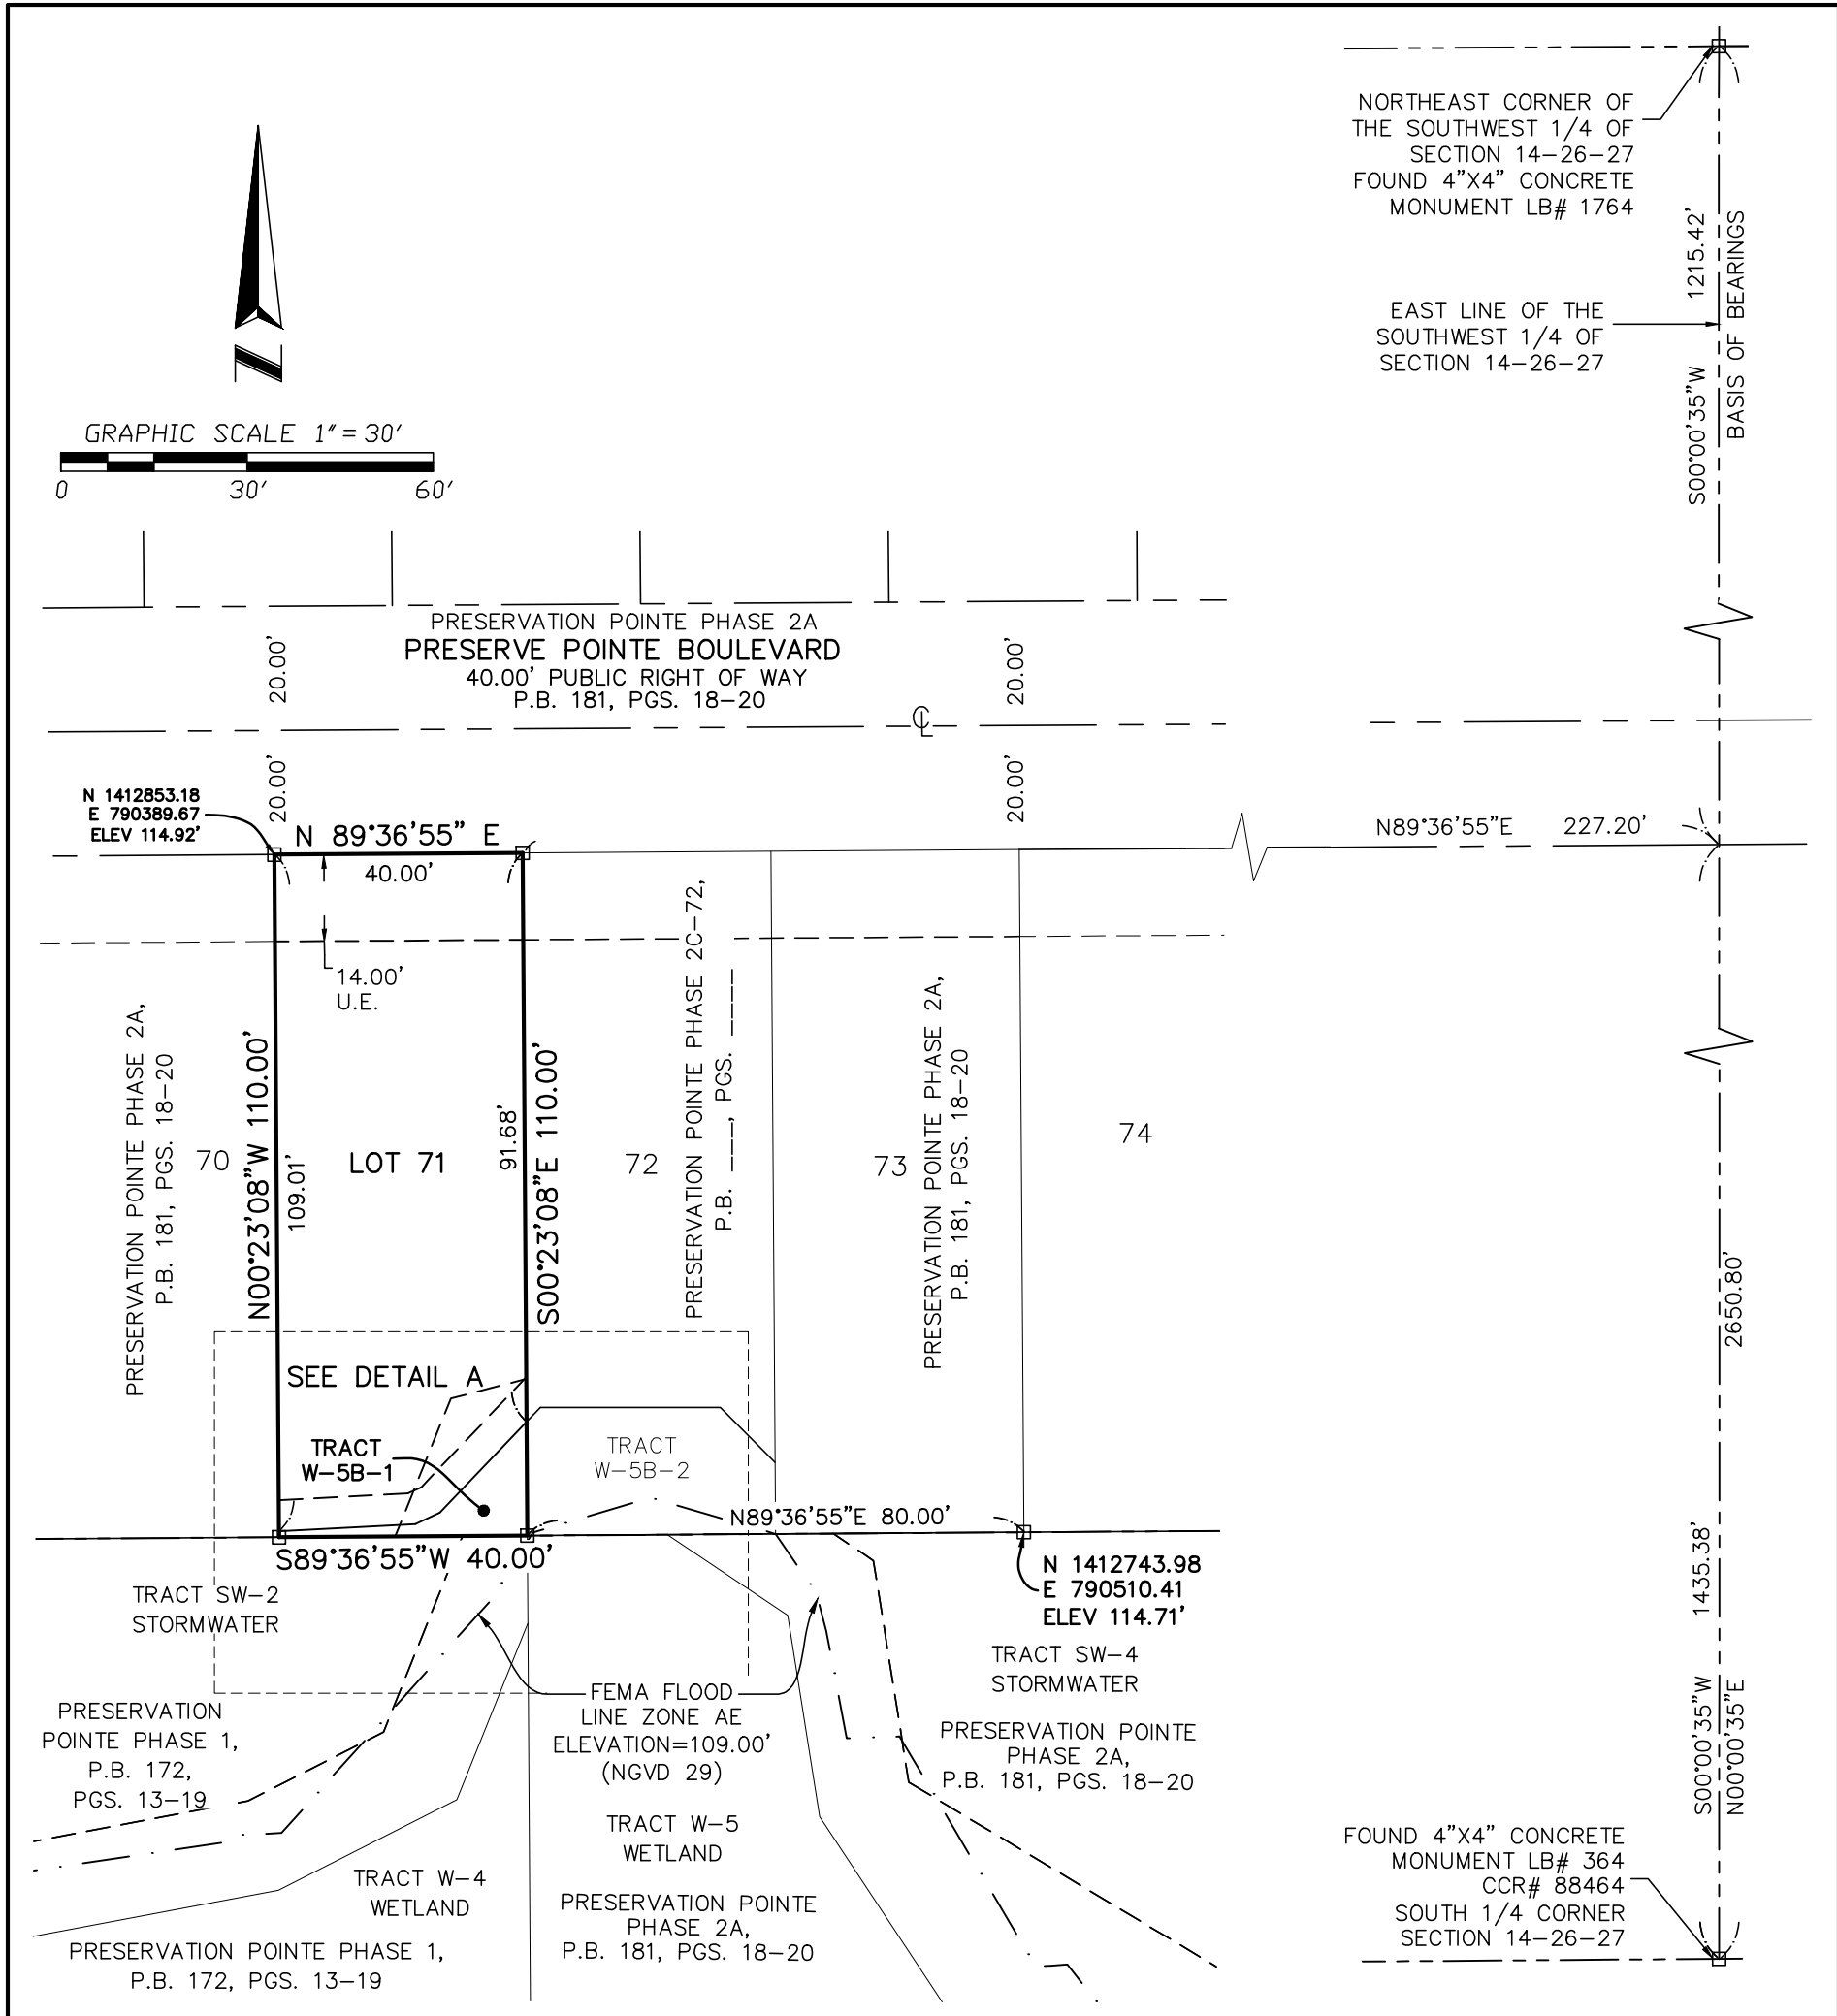 NORTHEAST CORNER OF
THE SOUTHWEST 1/4 OF
SECTION 14-26-27
FOUND 4"X4" CONCRETE
MONUMENT LB# 1764
1215.42'
S00°00'35"W
BASIS OF BEARINGS
EAST LINE OF THE
SOUTHWEST 1/4 OF
SECTION 14-26-27
N
GRAPHIC SCALE 1"=30'
0 30' 60'
PRESERVATION POINTE PHASE 2A
PRESERVE POINTE BOULEVARD
40.00' PUBLIC RIGHT OF WAY
P.B. 181, PGS. 18-20
20.00'
20.00'
CL
20.00'
20.00'
N 1412853.18
E 790389.67
ELEV 114.92'
N 89°36'55" E
40.00'
N89°36'55"E 227.20'
14.00'
U.E.
PRESERVATION POINTE PHASE 2A,
P.B. 181, PGS. 18-20
70
N00°23'08"W 110.00'
109.01'
LOT 71
91.68'
S00°23'08"E 110.00'
72
PRESERVATION POINTE PHASE 2C-72,
P.B. ___, PGS. ____
73
PRESERVATION POINTE PHASE 2A,
P.B. 181, PGS. 18-20
74
2650.80'
SEE DETAIL A
TRACT
W-5B-1
TRACT
W-5B-2
N89°36'55"E 80.00'
S89°36'55"W 40.00'
N 1412743.98
E 790510.41
ELEV 114.71'
TRACT SW-2
STORMWATER
TRACT SW-4
STORMWATER
1435.38'
S00°00'35"W
N00°00'35"E
FEMA FLOOD
LINE ZONE AE
ELEVATION=109.00'
(NGVD 29)
PRESERVATION
POINTE PHASE 1,
P.B. 172,
PGS. 13-19
PRESERVATION POINTE
PHASE 2A,
P.B. 181, PGS. 18-20
TRACT W-5
WETLAND
TRACT W-4
WETLAND
PRESERVATION POINTE
PHASE 2A,
P.B. 181, PGS. 18-20
PRESERVATION POINTE PHASE 1,
P.B. 172, PGS. 13-19
FOUND 4"X4" CONCRETE
MONUMENT LB# 364
CCR# 88464
SOUTH 1/4 CORNER
SECTION 14-26-27